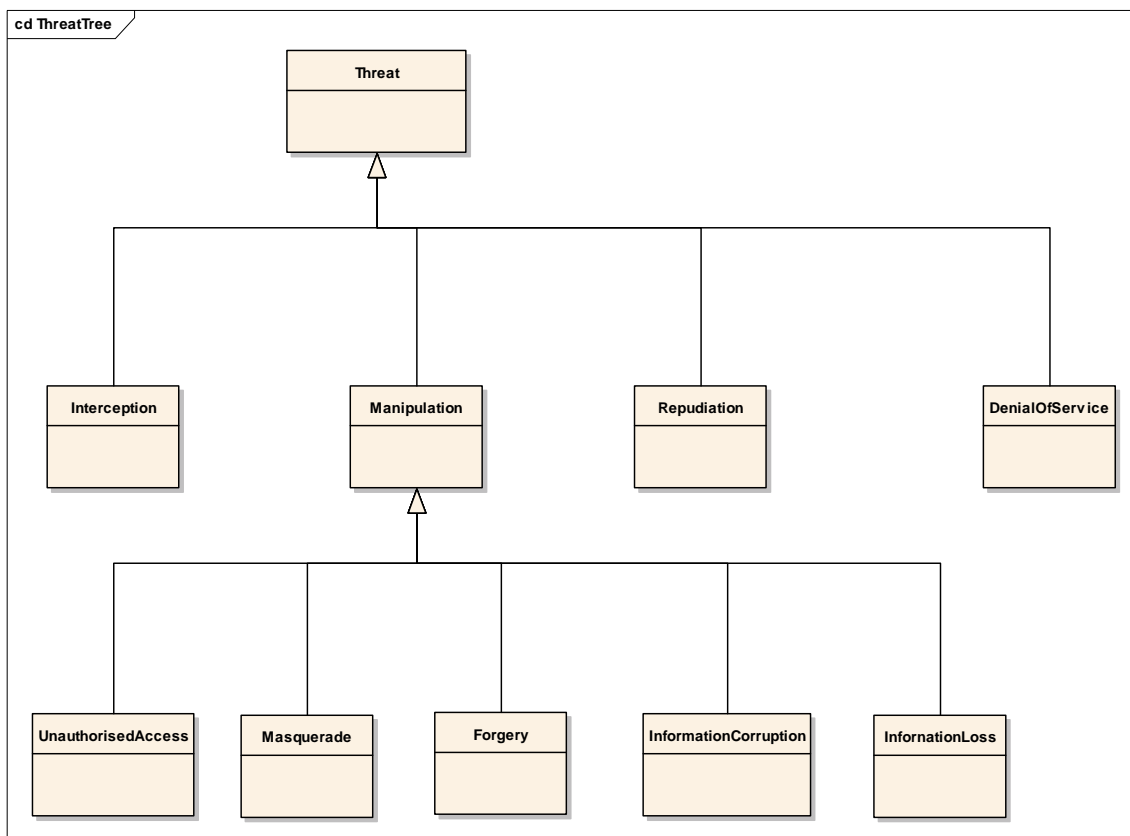 cd ThreatTree
Threat
Interception
Manipulation
Repudiation
DenialOfService
UnauthorisedAccess
Masquerade
Forgery
InformationCorruption
InfornationLoss